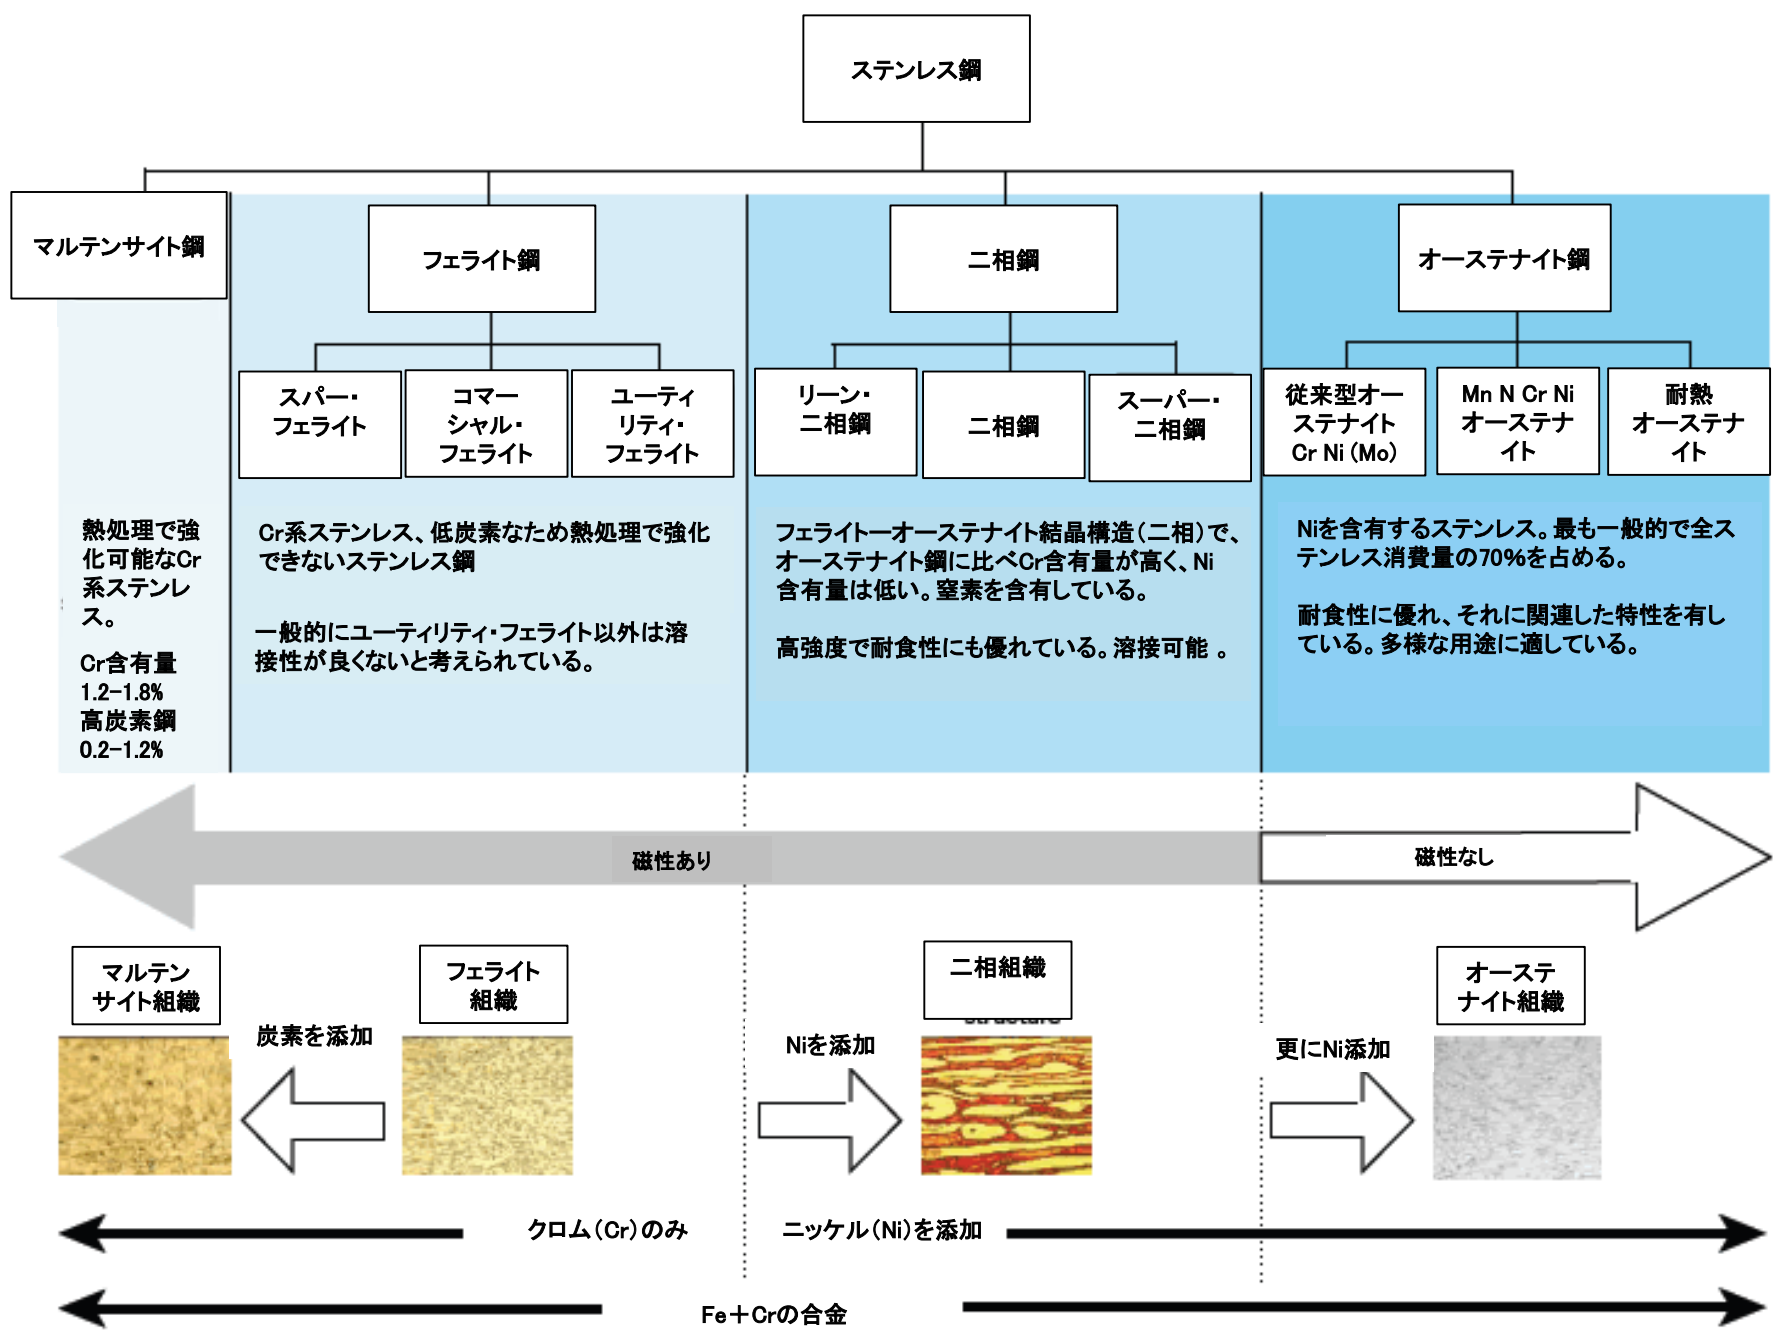 ステンレス鋼
マルテンサイト鋼
フェライト鋼
二相鋼
オーステナイト鋼
スパー・
フェライト
コマー
シャル・
フェライト
ユーティ
リティ・
フェライト
リーン・
二相鋼
二相鋼
スーパー・
二相鋼
従来型オー
ステナイト
Cr Ni (Mo)
Mn N Cr Ni
オーステナ
イト
耐熱
オーステナ
イト
熱処理で強
化可能なCr
系ステンレ
ス。
Cr含有量
1.2-1.8%
高炭素鋼
0.2-1.2%
Cr系ステンレス、低炭素なため熱処理で強化
できないステンレス鋼
一般的にユーティリティ・フェライト以外は溶
接性が良くないと考えられている。
フェライトーオーステナイト結晶構造(二相)で、
オーステナイト鋼に比べCr含有量が高く、Ni
含有量は低い。窒素を含有している。
高強度で耐食性にも優れている。溶接可能 。
Niを含有するステンレス。最も一般的で全ス
テンレス消費量の70%を占める。
耐食性に優れ、それに関連した特性を有し
ている。多様な用途に適している。
磁性あり
磁性なし
マルテン
サイト組織
炭素を添加
フェライト
組織
Niを添加
二相組織
更にNi添加
オーステ
ナイト組織
クロム(Cr)のみ
ニッケル(Ni)を添加
Fe+Crの合金